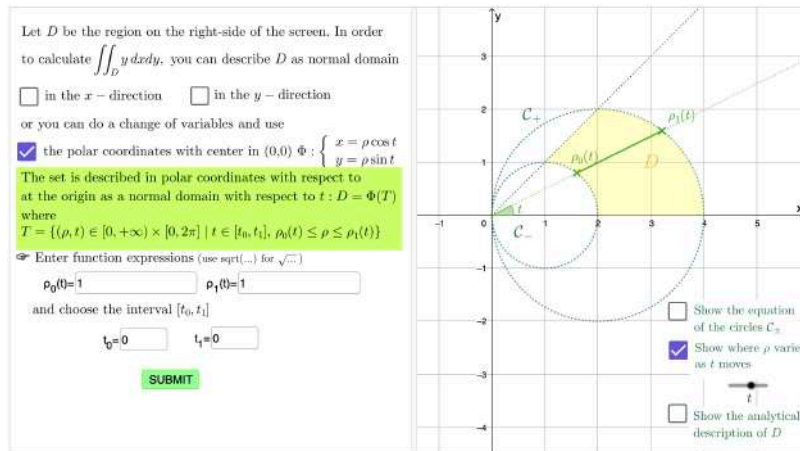 Let D be the region on the right-side of the screen. In order
to calculate ∬_D y dxdy, you can describe D as normal domain
in the x − direction in the y − direction
or you can do a change of variables and use
the polar coordinates with center in (0,0) Φ : { x = ρ cos t
y = ρ sin t
The set is described in polar coordinates with respect to
at the origin as a normal domain with respect to t : D = Φ(T)
where
T = {(ρ, t) ∈ [0, +∞) × [0, 2π] | t ∈ [t₀, t₁], ρ₀(t) ≤ ρ ≤ ρ₁(t)}
☞ Enter function expressions (use sqrt(...) for √...)
ρ₀(t)= 1 ρ₁(t)= 1
and choose the interval [t₀, t₁]
t₀= 0 t₁= 0
SUBMIT
y
3
2
C₊
ρ₁(t)
1
ρ₀(t)
D
t
x
−1 0 1 2 3 4 5
C₋
−1
−2
−3
−4
Show the equation
of the circles C±
Show where ρ varie
as t moves
t
Show the analytical
description of D